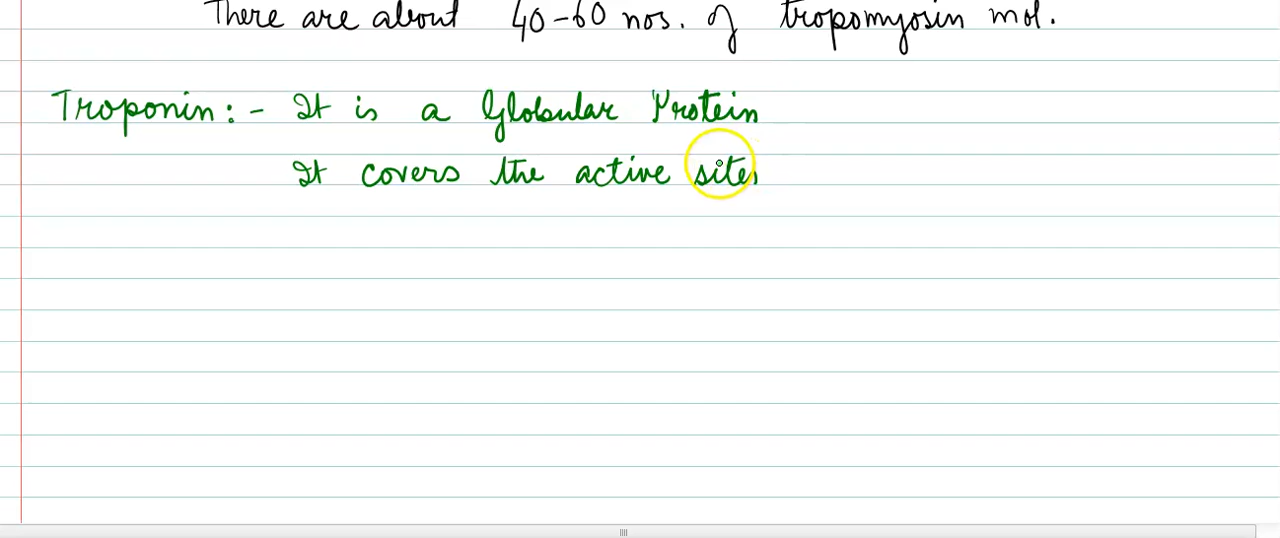 There are about 40-60 nos. of tropomyosin mol.
Troponin:- It is a Globular Protein
It covers the active sites